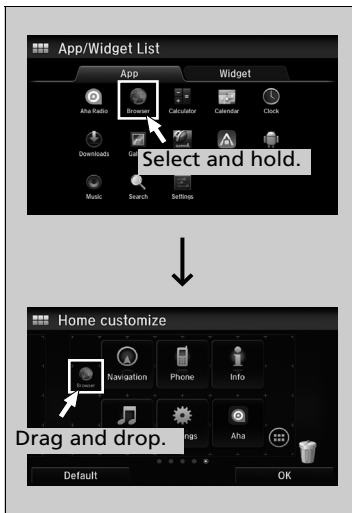 App/Widget List
App Widget
Aha Radio Browser Calculator Calendar Clock
Downloads
Select and hold.
Music Search Settings
Home customize
Browser Navigation Phone Info
Drag and drop.
Aha
Default OK